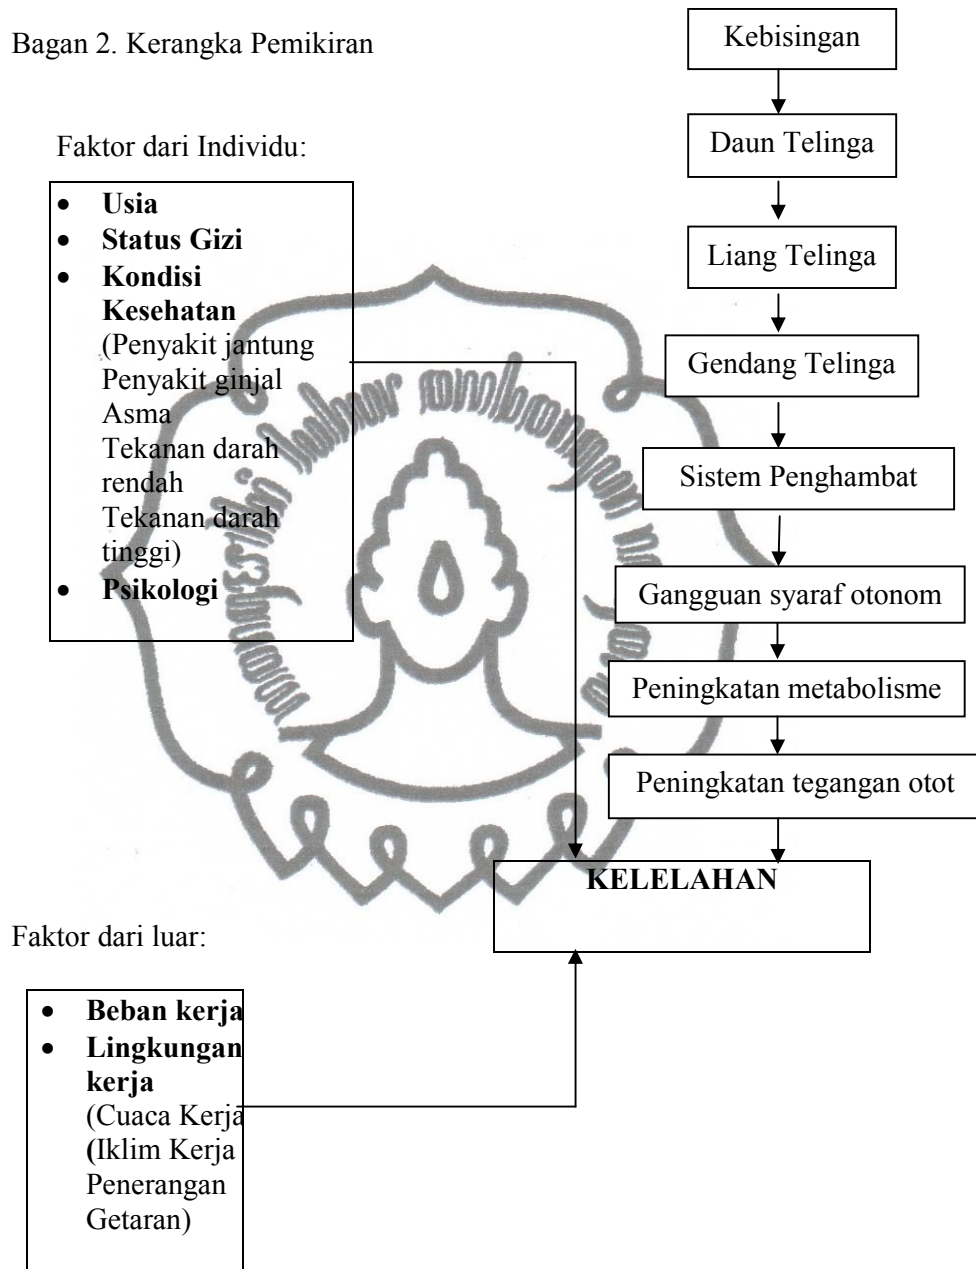 Bagan 2. Kerangka Pemikiran
Faktor dari Individu:
• Usia
• Status Gizi
• Kondisi
Kesehatan
(Penyakit jantung
Penyakit ginjal
Asma
Tekanan darah
rendah
Tekanan darah
tinggi)
• Psikologi
Kebisingan
Daun Telinga
Liang Telinga
Gendang Telinga
Sistem Penghambat
Gangguan syaraf otonom
Peningkatan metabolisme
Peningkatan tegangan otot
KELELAHAN
Faktor dari luar:
• Beban kerja
• Lingkungan
kerja
(Cuaca Kerja
(Iklim Kerja
Penerangan
Getaran)